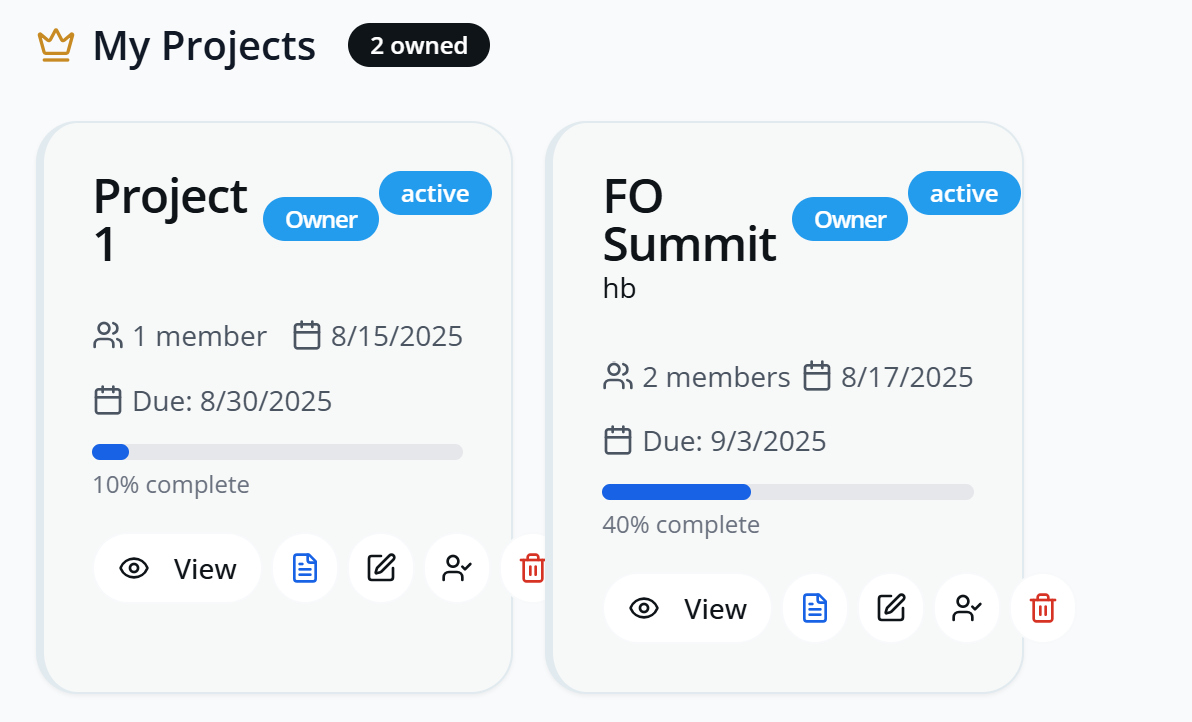 My Projects 2 owned
Project 1
Owner
active
1 member 8/15/2025
Due: 8/30/2025
10% complete
View
FO Summit
Owner
active
hb
2 members 8/17/2025
Due: 9/3/2025
40% complete
View